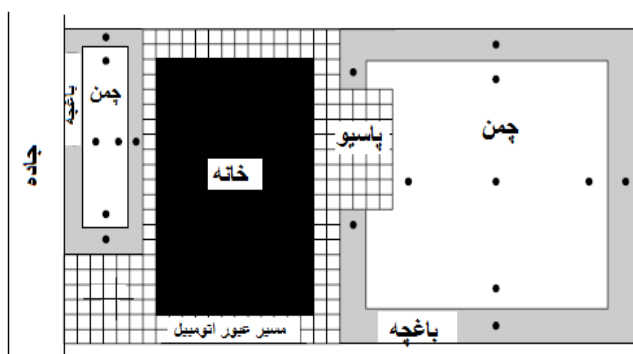 جاده
باغچه
چمن
خانه
پاسیو
چمن
مسیر عبور اتومبیل
باغچه